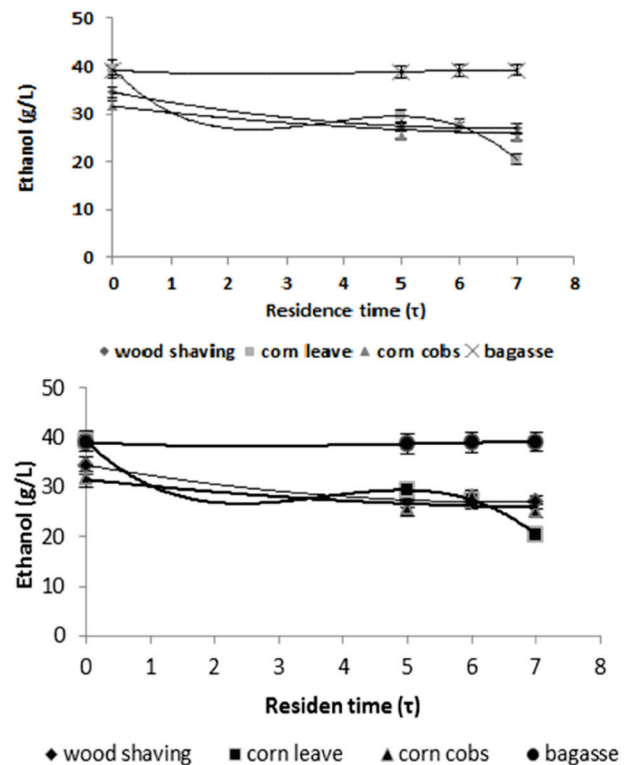 Ethanol (g/L)
50
40
30
20
10
0
0 1 2 3 4 5 6 7 8
Residence time (τ)
wood shaving corn leave corn cobs bagasse
Ethanol (g/L)
50
40
30
20
10
0
0 1 2 3 4 5 6 7 8
Residen time (τ)
wood shaving corn leave corn cobs bagasse